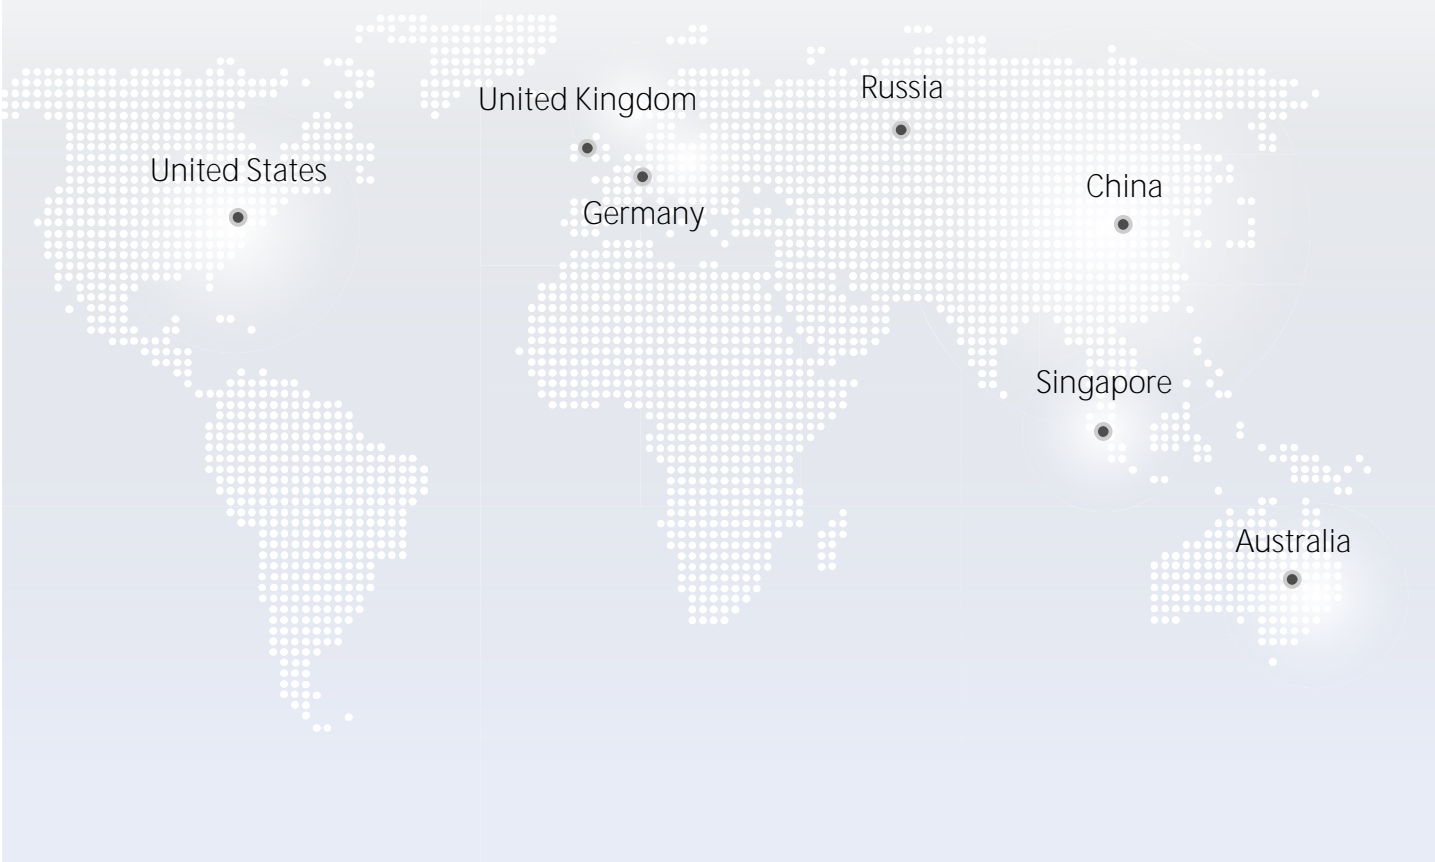 Russia
United Kingdom
United States
China
Germany
Singapore
Australia